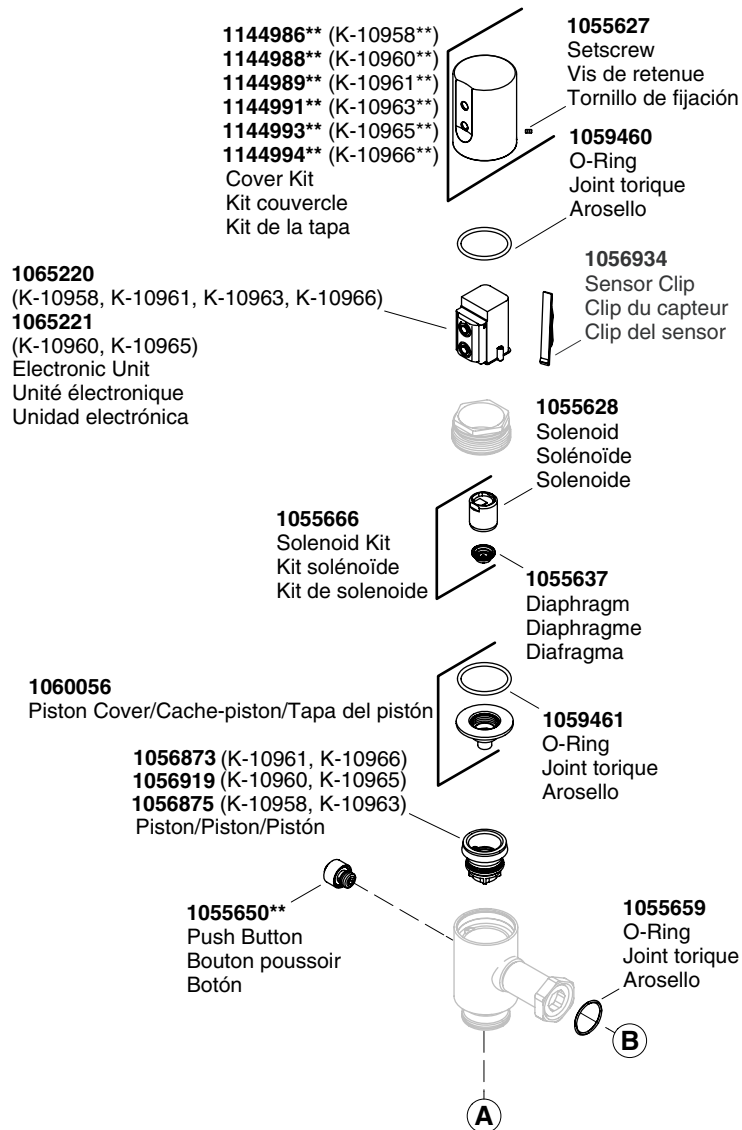 1144986** (K-10958**)
1144988** (K-10960**)
1144989** (K-10961**)
1144991** (K-10963**)
1144993** (K-10965**)
1144994** (K-10966**)
Cover Kit
Kit couvercle
Kit de la tapa
1055627
Setscrew
Vis de retenue
Tornillo de fijación
1059460
O-Ring
Joint torique
Arosello
1056934
Sensor Clip
Clip du capteur
Clip del sensor
1065220
(K-10958, K-10961, K-10963, K-10966)
1065221
(K-10960, K-10965)
Electronic Unit
Unité électronique
Unidad electrónica
1055628
Solenoid
Solénoïde
Solenoide
1055666
Solenoid Kit
Kit solénoïde
Kit de solenoide
1055637
Diaphragm
Diaphragme
Diafragma
1060056
Piston Cover/Cache-piston/Tapa del pistón
1059461
O-Ring
Joint torique
Arosello
1056873 (K-10961, K-10966)
1056919 (K-10960, K-10965)
1056875 (K-10958, K-10963)
Piston/Piston/Pistón
1055650**
Push Button
Bouton poussoir
Botón
1055659
O-Ring
Joint torique
Arosello
B
A